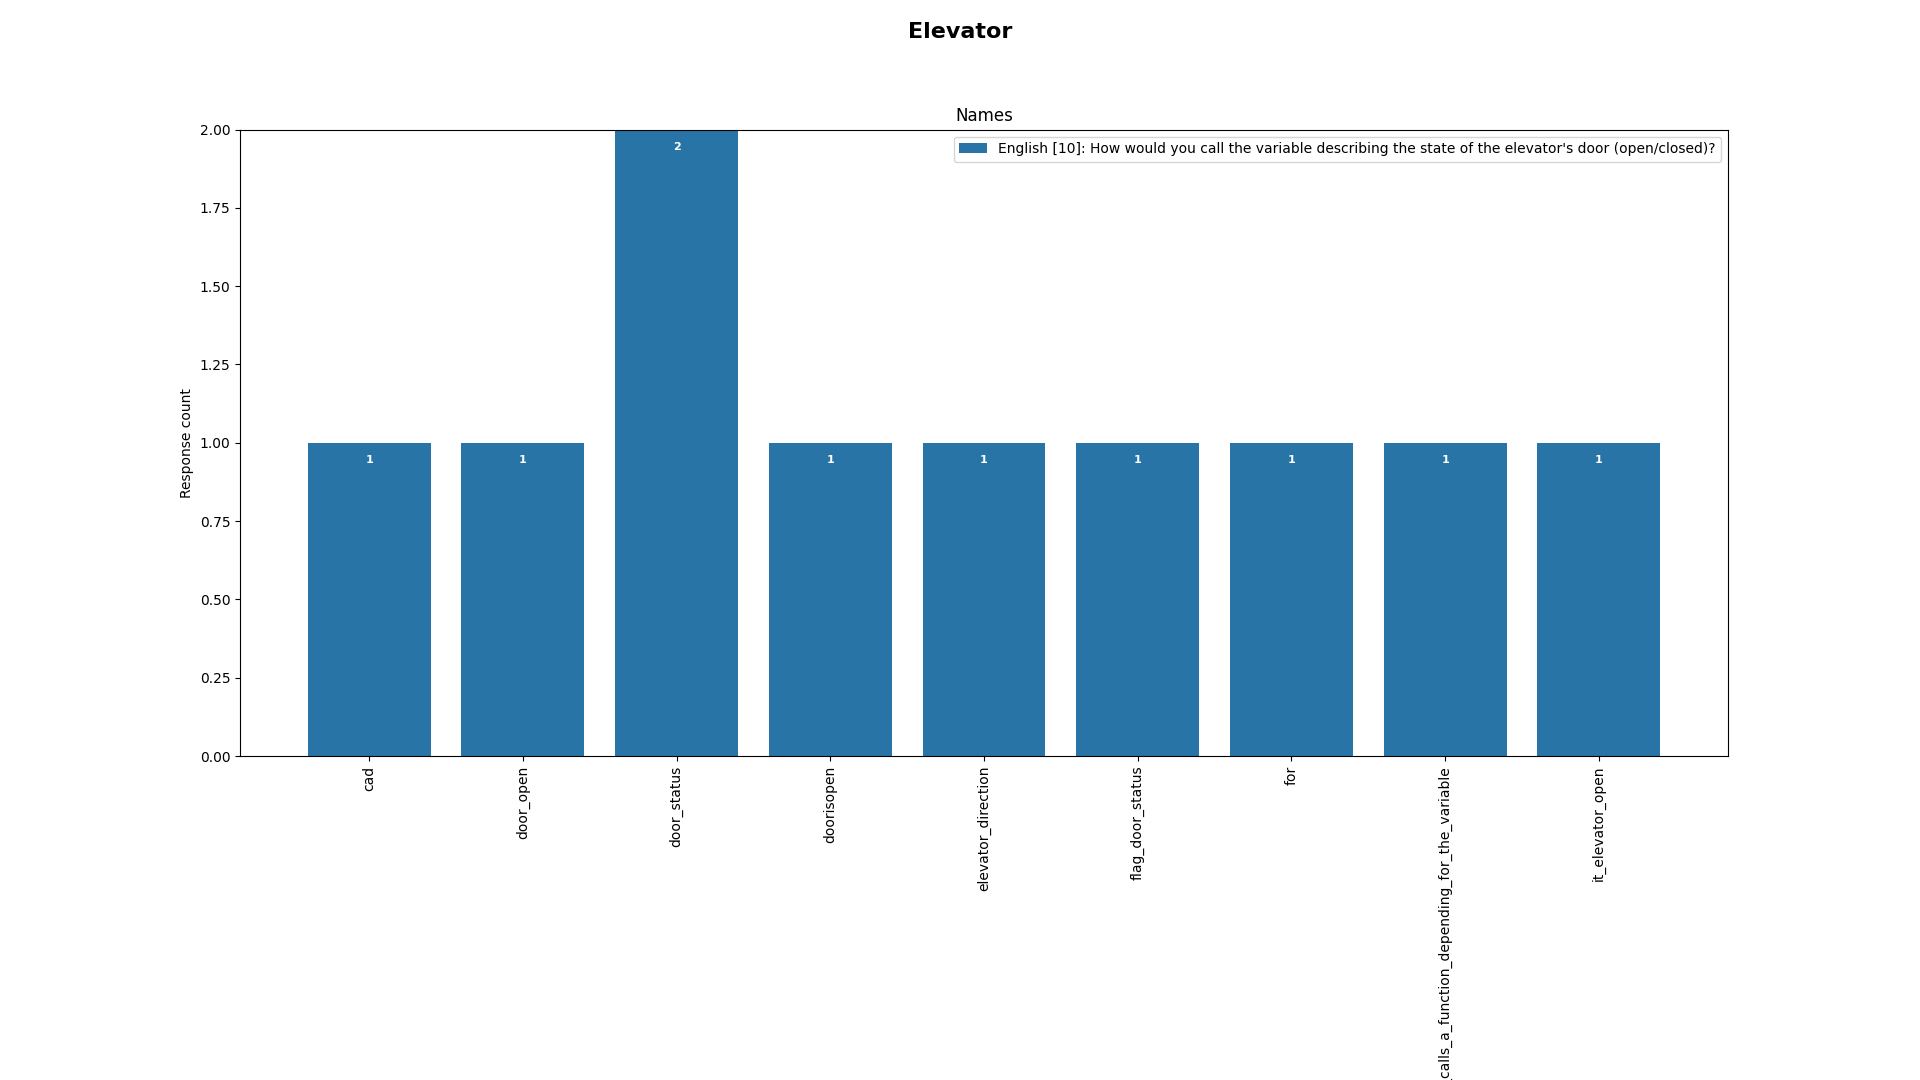 Elevator
Names
English [10]: How would you call the variable describing the state of the elevator's door (open/closed)?
Response count
2.00
1.75
1.50
1.25
1.00
0.75
0.50
0.25
0.00
1
1
2
1
1
1
1
1
1
cad
door_open
door_status
doorisopen
elevator_direction
flag_door_status
for
_calls_a_function_depending_for_the_variable
it_elevator_open